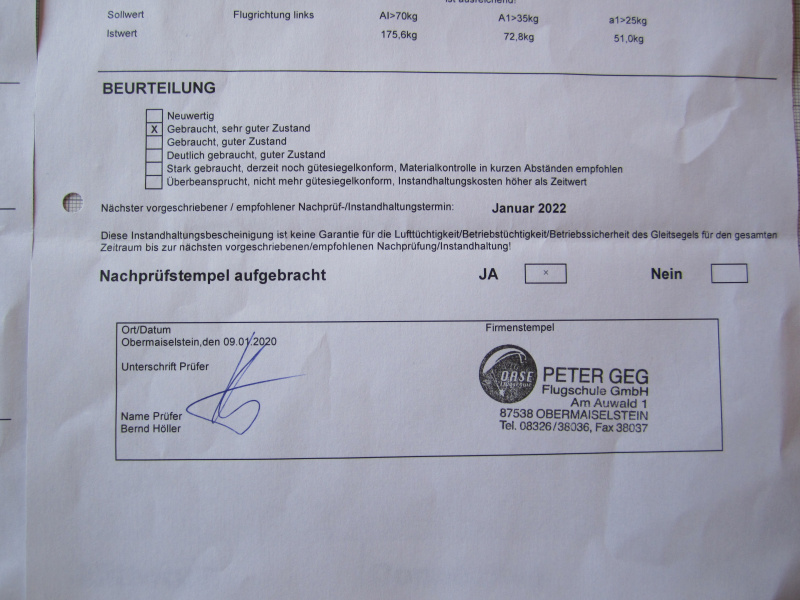 ist ausreichend!
Sollwert Flugrichtung links AI>70kg A1>35kg a1>25kg
Istwert 175,6kg 72,8kg 51,0kg
BEURTEILUNG
Neuwertig
X Gebraucht, sehr guter Zustand
Gebraucht, guter Zustand
Deutlich gebraucht, guter Zustand
Stark gebraucht, derzeit noch gütesiegelkonform, Materialkontrolle in kurzen Abständen empfohlen
Überbeansprucht, nicht mehr gütesiegelkonform, Instandhaltungskosten höher als Zeitwert
Nächster vorgeschriebener / empfohlener Nachprüf-/Instandhaltungstermin: Januar 2022
Diese Instandhaltungsbescheinigung ist keine Garantie für die Lufttüchtigkeit/Betriebstüchtigkeit/Betriebssicherheit des Gleitsegels für den gesamten
Zeitraum bis zur nächsten vorgeschriebenen/empfohlenen Nachprüfung/Instandhaltung!
Nachprüfstempel aufgebracht JA x Nein
Ort/Datum
Obermaiselstein,den 09.01.2020
Unterschrift Prüfer
Name Prüfer
Bernd Höller
Firmenstempel
OASE
PETER GEG
Flugschule GmbH
Am Auwald 1
87538 OBERMAISELSTEIN
Tel. 08326/38036, Fax 38037